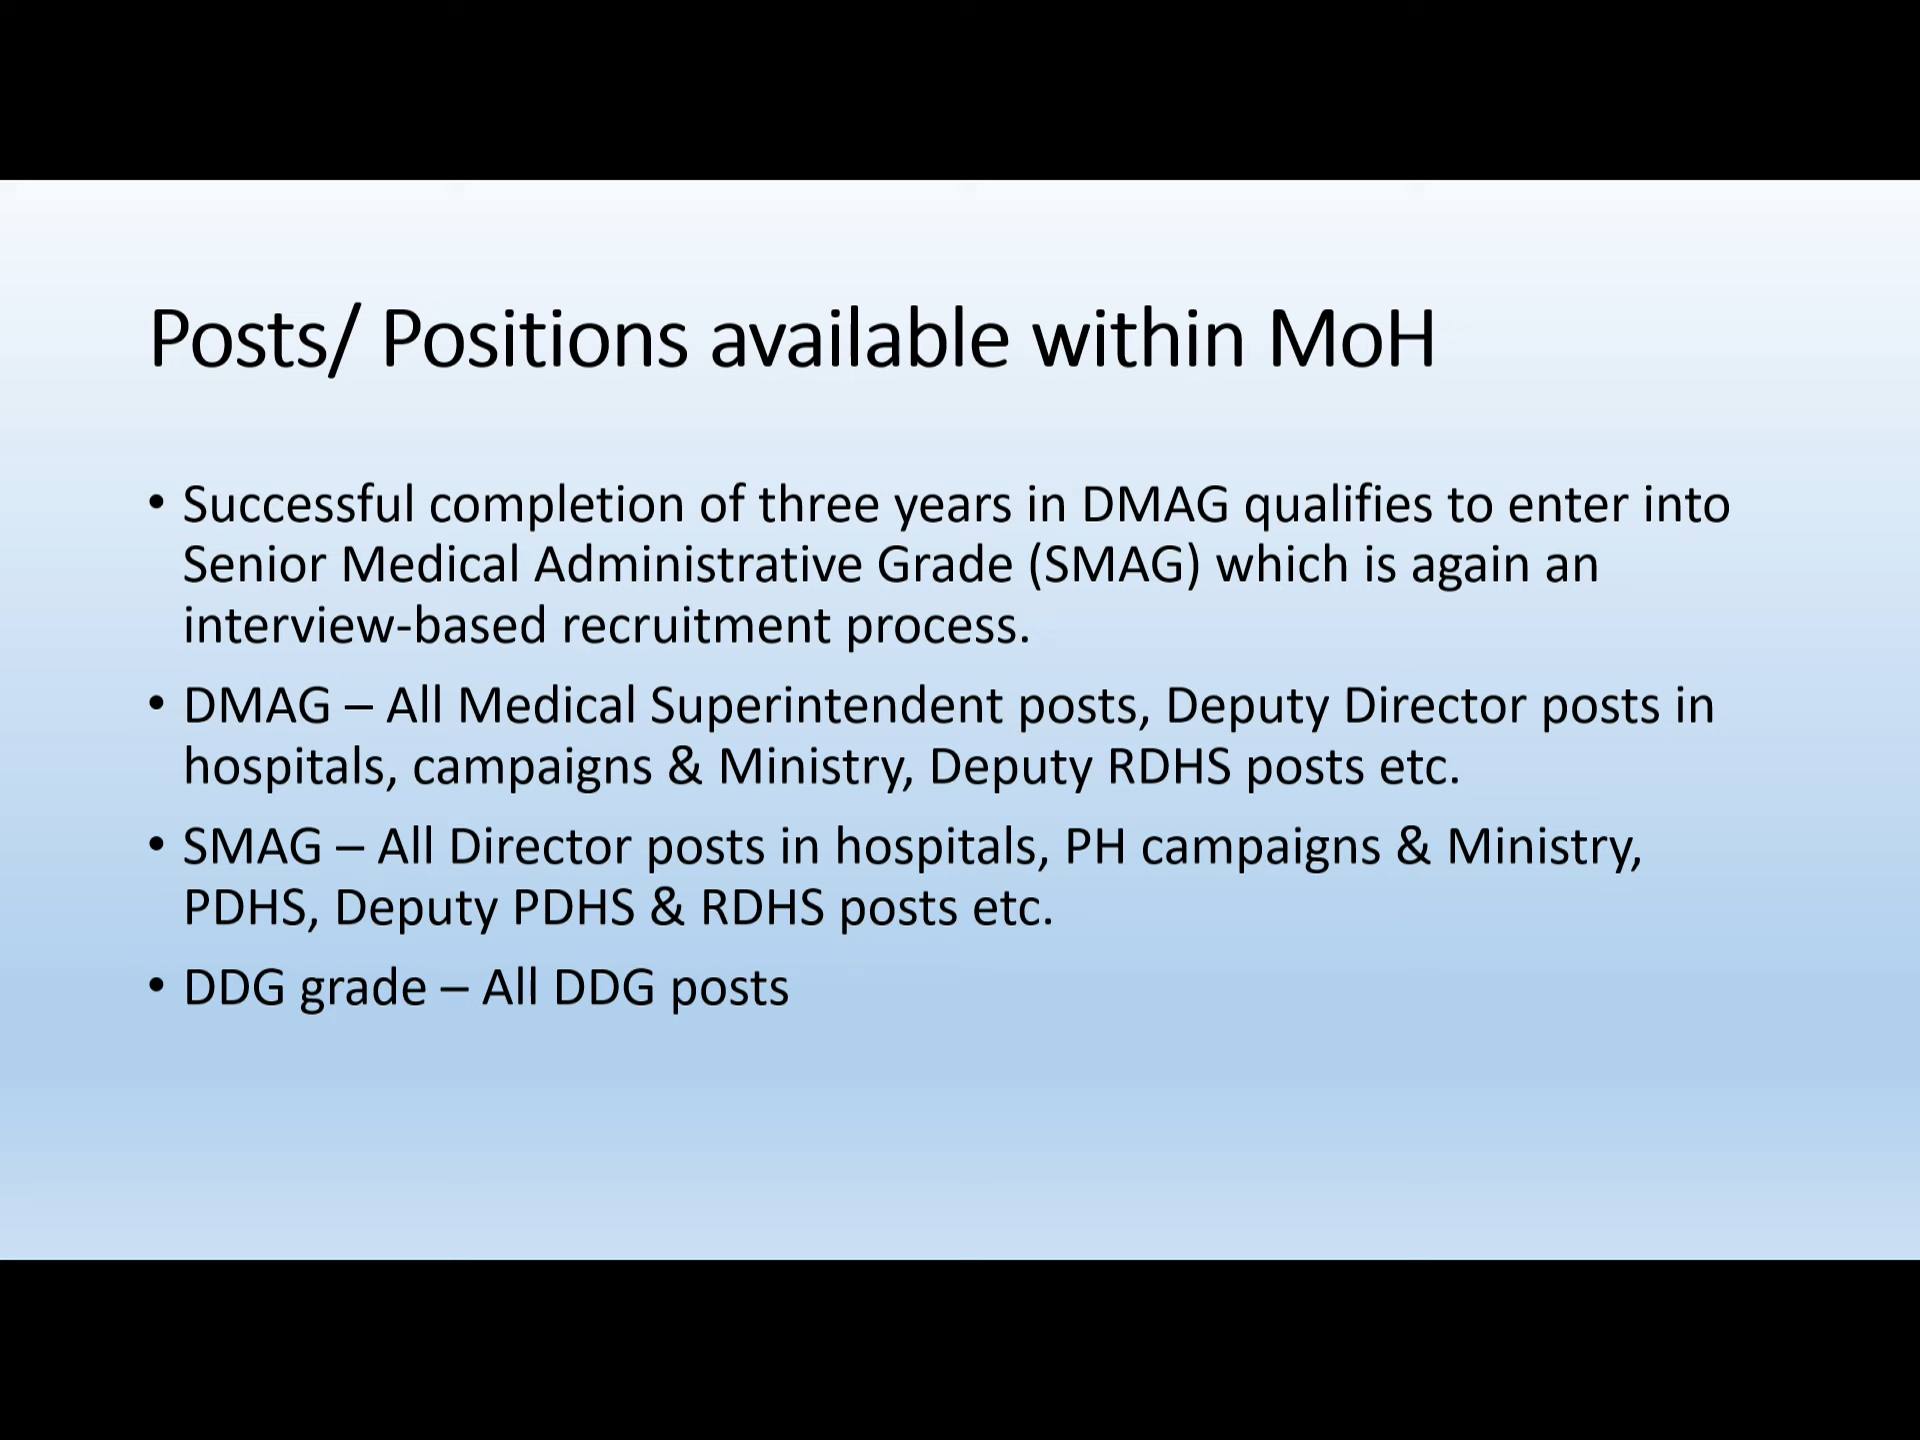 Posts/ Positions available within MoH
• Successful completion of three years in DMAG qualifies to enter into
Senior Medical Administrative Grade (SMAG) which is again an
interview-based recruitment process.
• DMAG – All Medical Superintendent posts, Deputy Director posts in
hospitals, campaigns & Ministry, Deputy RDHS posts etc.
• SMAG – All Director posts in hospitals, PH campaigns & Ministry,
PDHS, Deputy PDHS & RDHS posts etc.
• DDG grade – All DDG posts